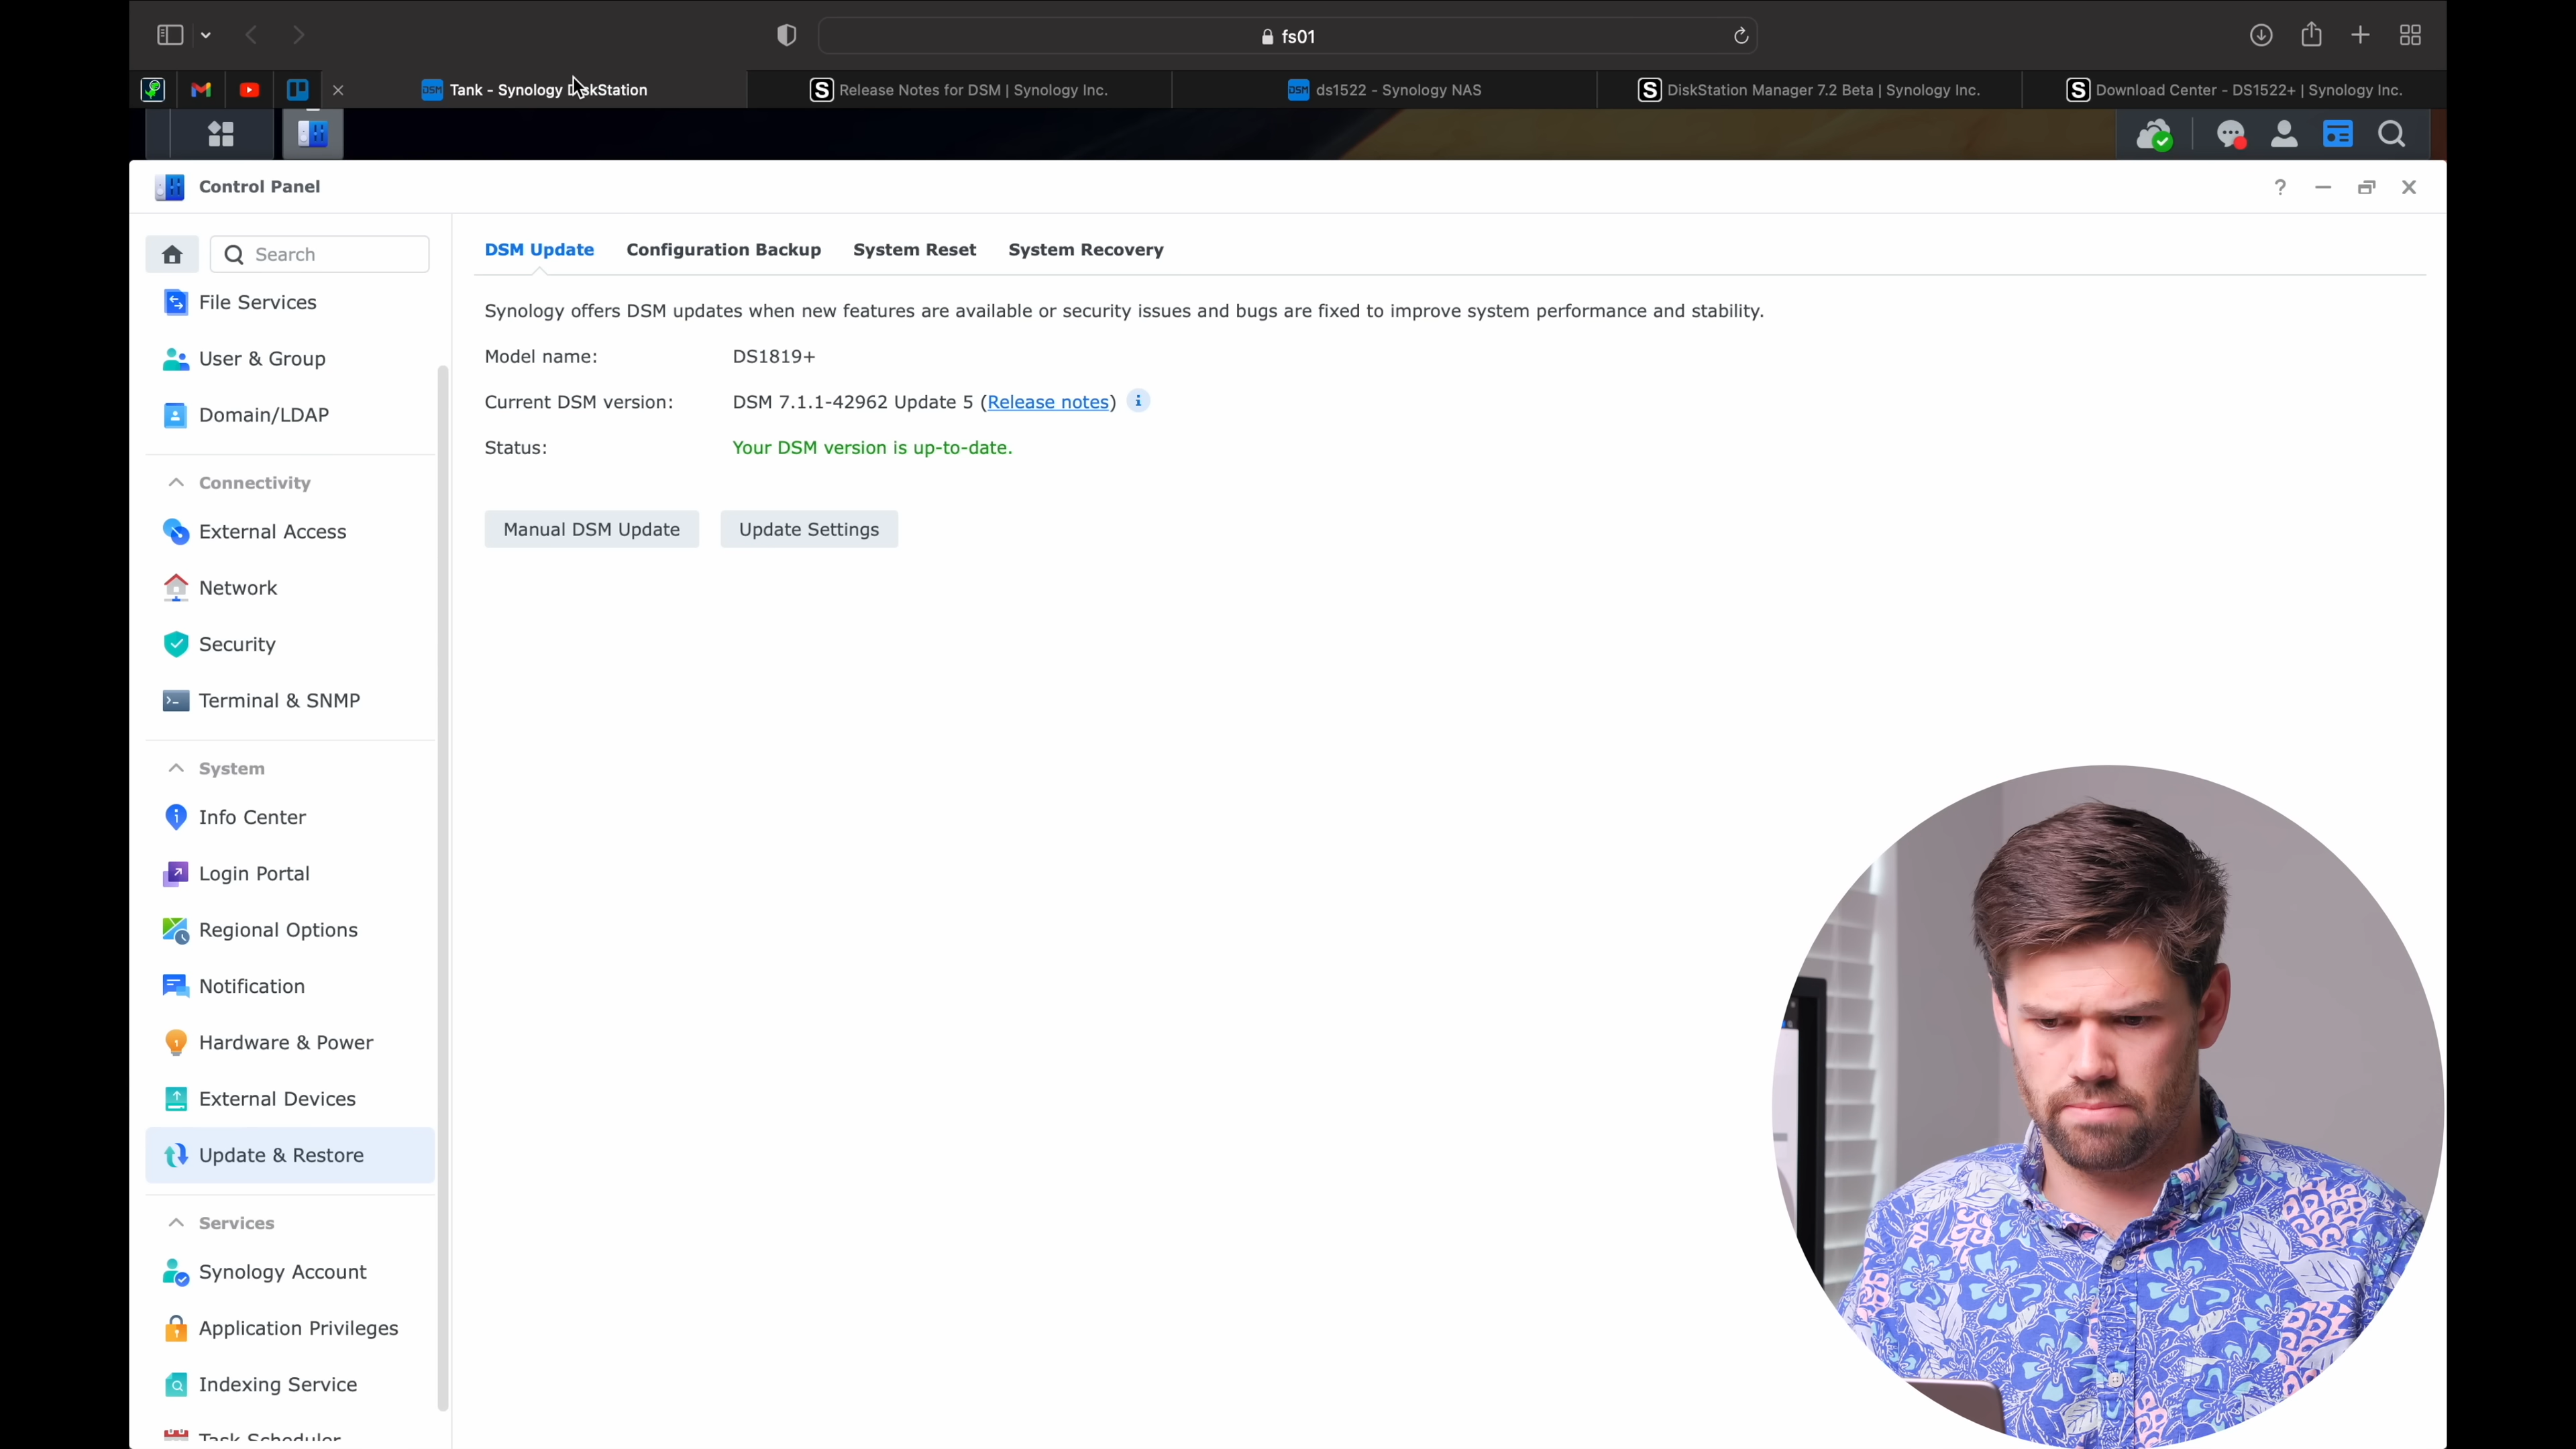 fs01
DSM Tank - Synology DiskStation
S Release Notes for DSM | Synology Inc.
DSM ds1522 - Synology NAS
S DiskStation Manager 7.2 Beta | Synology Inc.
S Download Center - DS1522+ | Synology Inc.
Control Panel
Search
File Services
User & Group
Domain/LDAP
Connectivity
External Access
Network
Security
Terminal & SNMP
System
Info Center
Login Portal
Regional Options
Notification
Hardware & Power
External Devices
Update & Restore
Services
Synology Account
Application Privileges
Indexing Service
Task Scheduler
DSM Update Configuration Backup System Reset System Recovery
Synology offers DSM updates when new features are available or security issues and bugs are fixed to improve system performance and stability.
Model name: DS1819+
Current DSM version: DSM 7.1.1-42962 Update 5 (Release notes)
Status: Your DSM version is up-to-date.
Manual DSM Update Update Settings